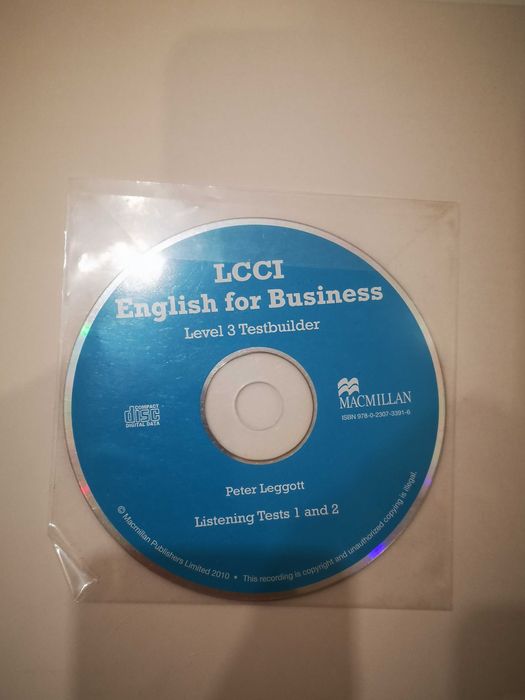 LCCI
English for Business
Level 3 Testbuilder
COMPACT
disc
DIGITAL DATA
MACMILLAN
ISBN 978-0-2307-3391-6
Peter Leggott
Listening Tests 1 and 2
© Macmillan Publishers Limited 2010 • This recording is copyright and unauthorized copying is illegal.